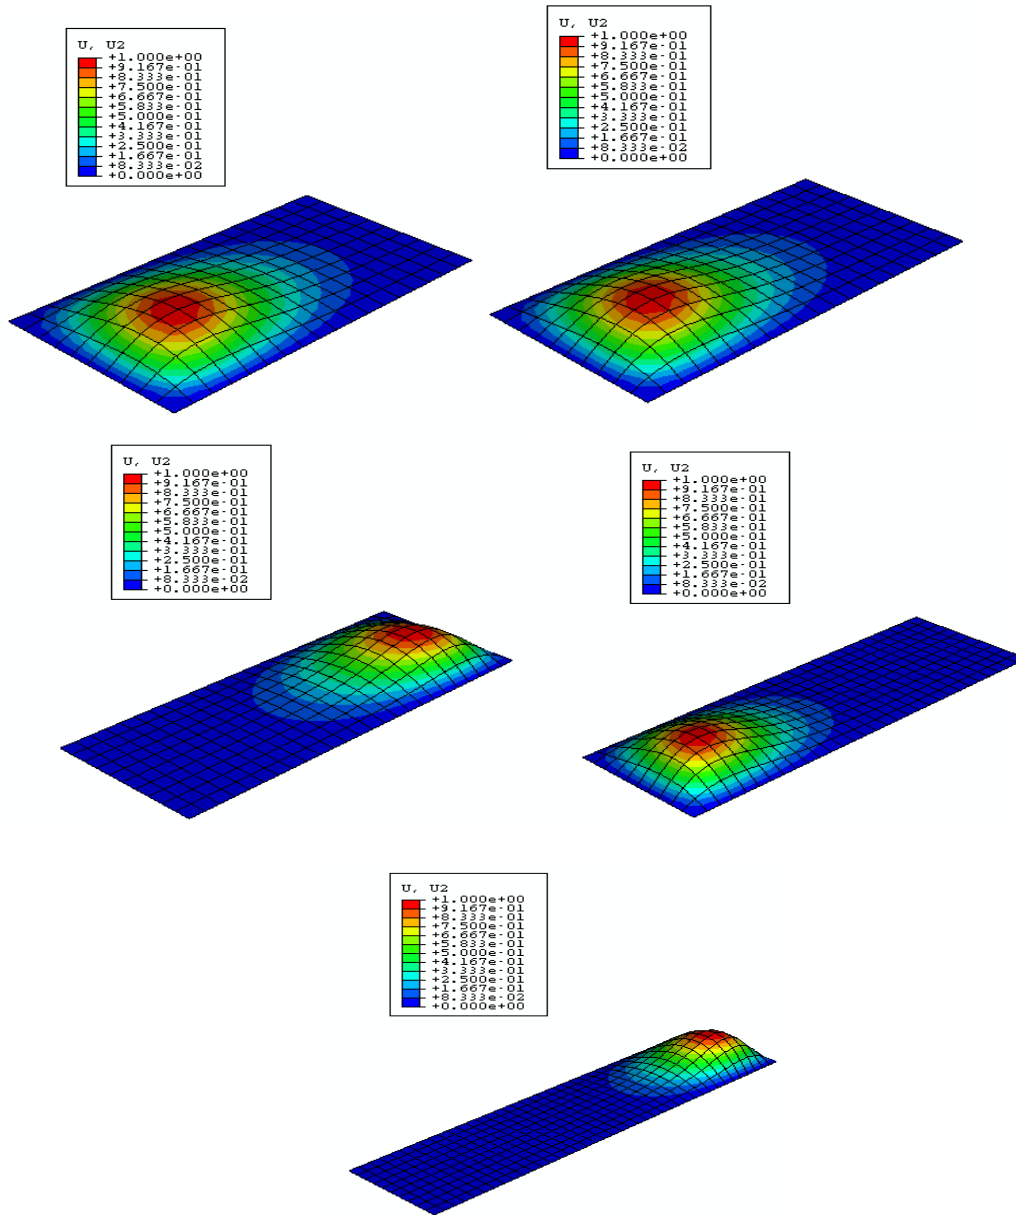 U, U2
+1.000e+00
+9.167e-01
+8.333e-01
+7.500e-01
+6.667e-01
+5.833e-01
+5.000e-01
+4.167e-01
+3.333e-01
+2.500e-01
+1.667e-01
+8.333e-02
+0.000e+00
U, U2
+1.000e+00
+9.167e-01
+8.333e-01
+7.500e-01
+6.667e-01
+5.833e-01
+5.000e-01
+4.167e-01
+3.333e-01
+2.500e-01
+1.667e-01
+8.333e-02
+0.000e+00
U, U2
+1.000e+00
+9.167e-01
+8.333e-01
+7.500e-01
+6.667e-01
+5.833e-01
+5.000e-01
+4.167e-01
+3.333e-01
+2.500e-01
+1.667e-01
+8.333e-02
+0.000e+00
U, U2
+1.000e+00
+9.167e-01
+8.333e-01
+7.500e-01
+6.667e-01
+5.833e-01
+5.000e-01
+4.167e-01
+3.333e-01
+2.500e-01
+1.667e-01
+8.333e-02
+0.000e+00
U, U2
+1.000e+00
+9.167e-01
+8.333e-01
+7.500e-01
+6.667e-01
+5.833e-01
+5.000e-01
+4.167e-01
+3.333e-01
+2.500e-01
+1.667e-01
+8.333e-02
+0.000e+00